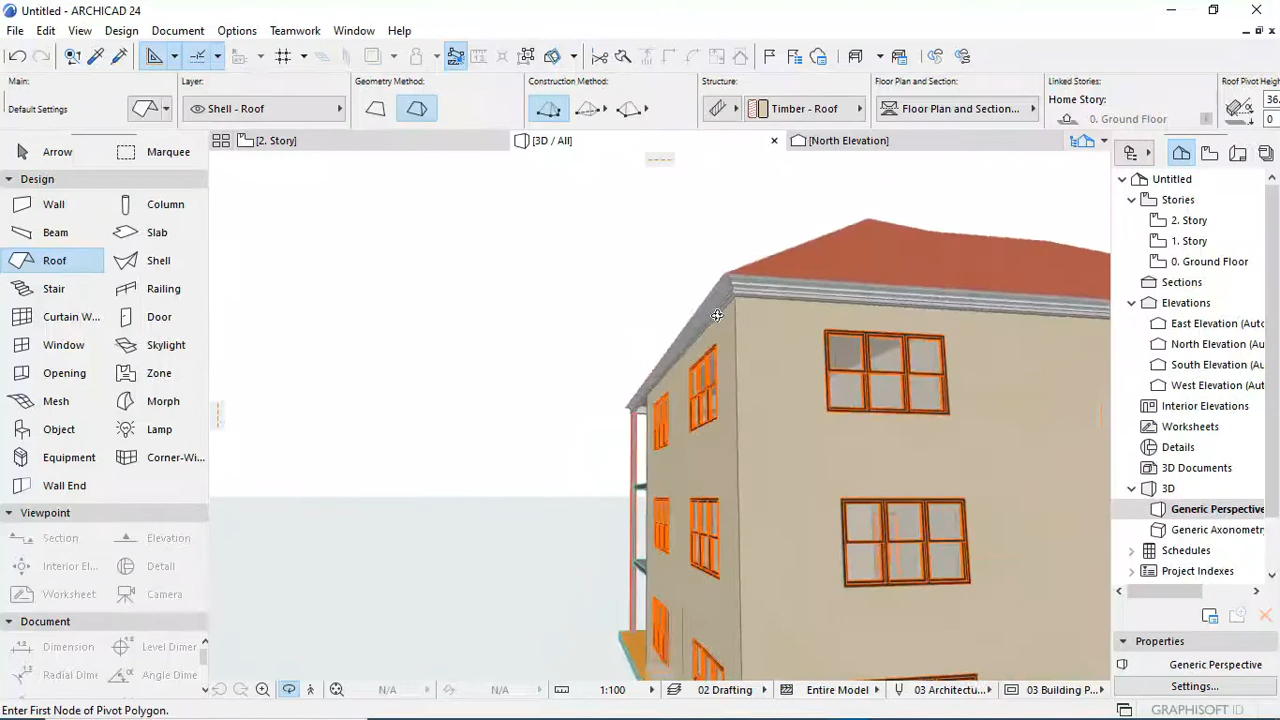 Untitled - ARCHICAD 24
File Edit View Design Document Options Teamwork Window Help
Main: Layer: Geometry Method: Construction Method: Structure: Floor Plan and Section: Linked Stories: Roof Pivot Heig
Default Settings Shell - Roof Timber - Roof Floor Plan and Section... Home Story: 0. Ground Floor 36. 0
[2. Story] [3D / All] [North Elevation]
Arrow Marquee
Design
Wall Column
Beam Slab
Roof Shell
Stair Railing
Curtain W... Door
Window Skylight
Opening Zone
Mesh Morph
Object Lamp
Equipment Corner-Wi...
Wall End
Viewpoint
Section Elevation
Interior El... Detail
Worksheet Camera
Document
Dimension Level Dimer
Radial Dime Angle Dime
Untitled
Stories
2. Story
1. Story
0. Ground Floor
Sections
Elevations
East Elevation (Auto
North Elevation (Au
South Elevation (Au
West Elevation (Aut
Interior Elevations
Worksheets
Details
3D Documents
3D
Generic Perspective
Generic Axonometr
Schedules
Project Indexes
Properties
Generic Perspective
Settings...
N/A N/A 1:100 02 Drafting Entire Model 03 Architectu... 03 Building P...
Enter First Node of Pivot Polygon.
GRAPHISOFT ID